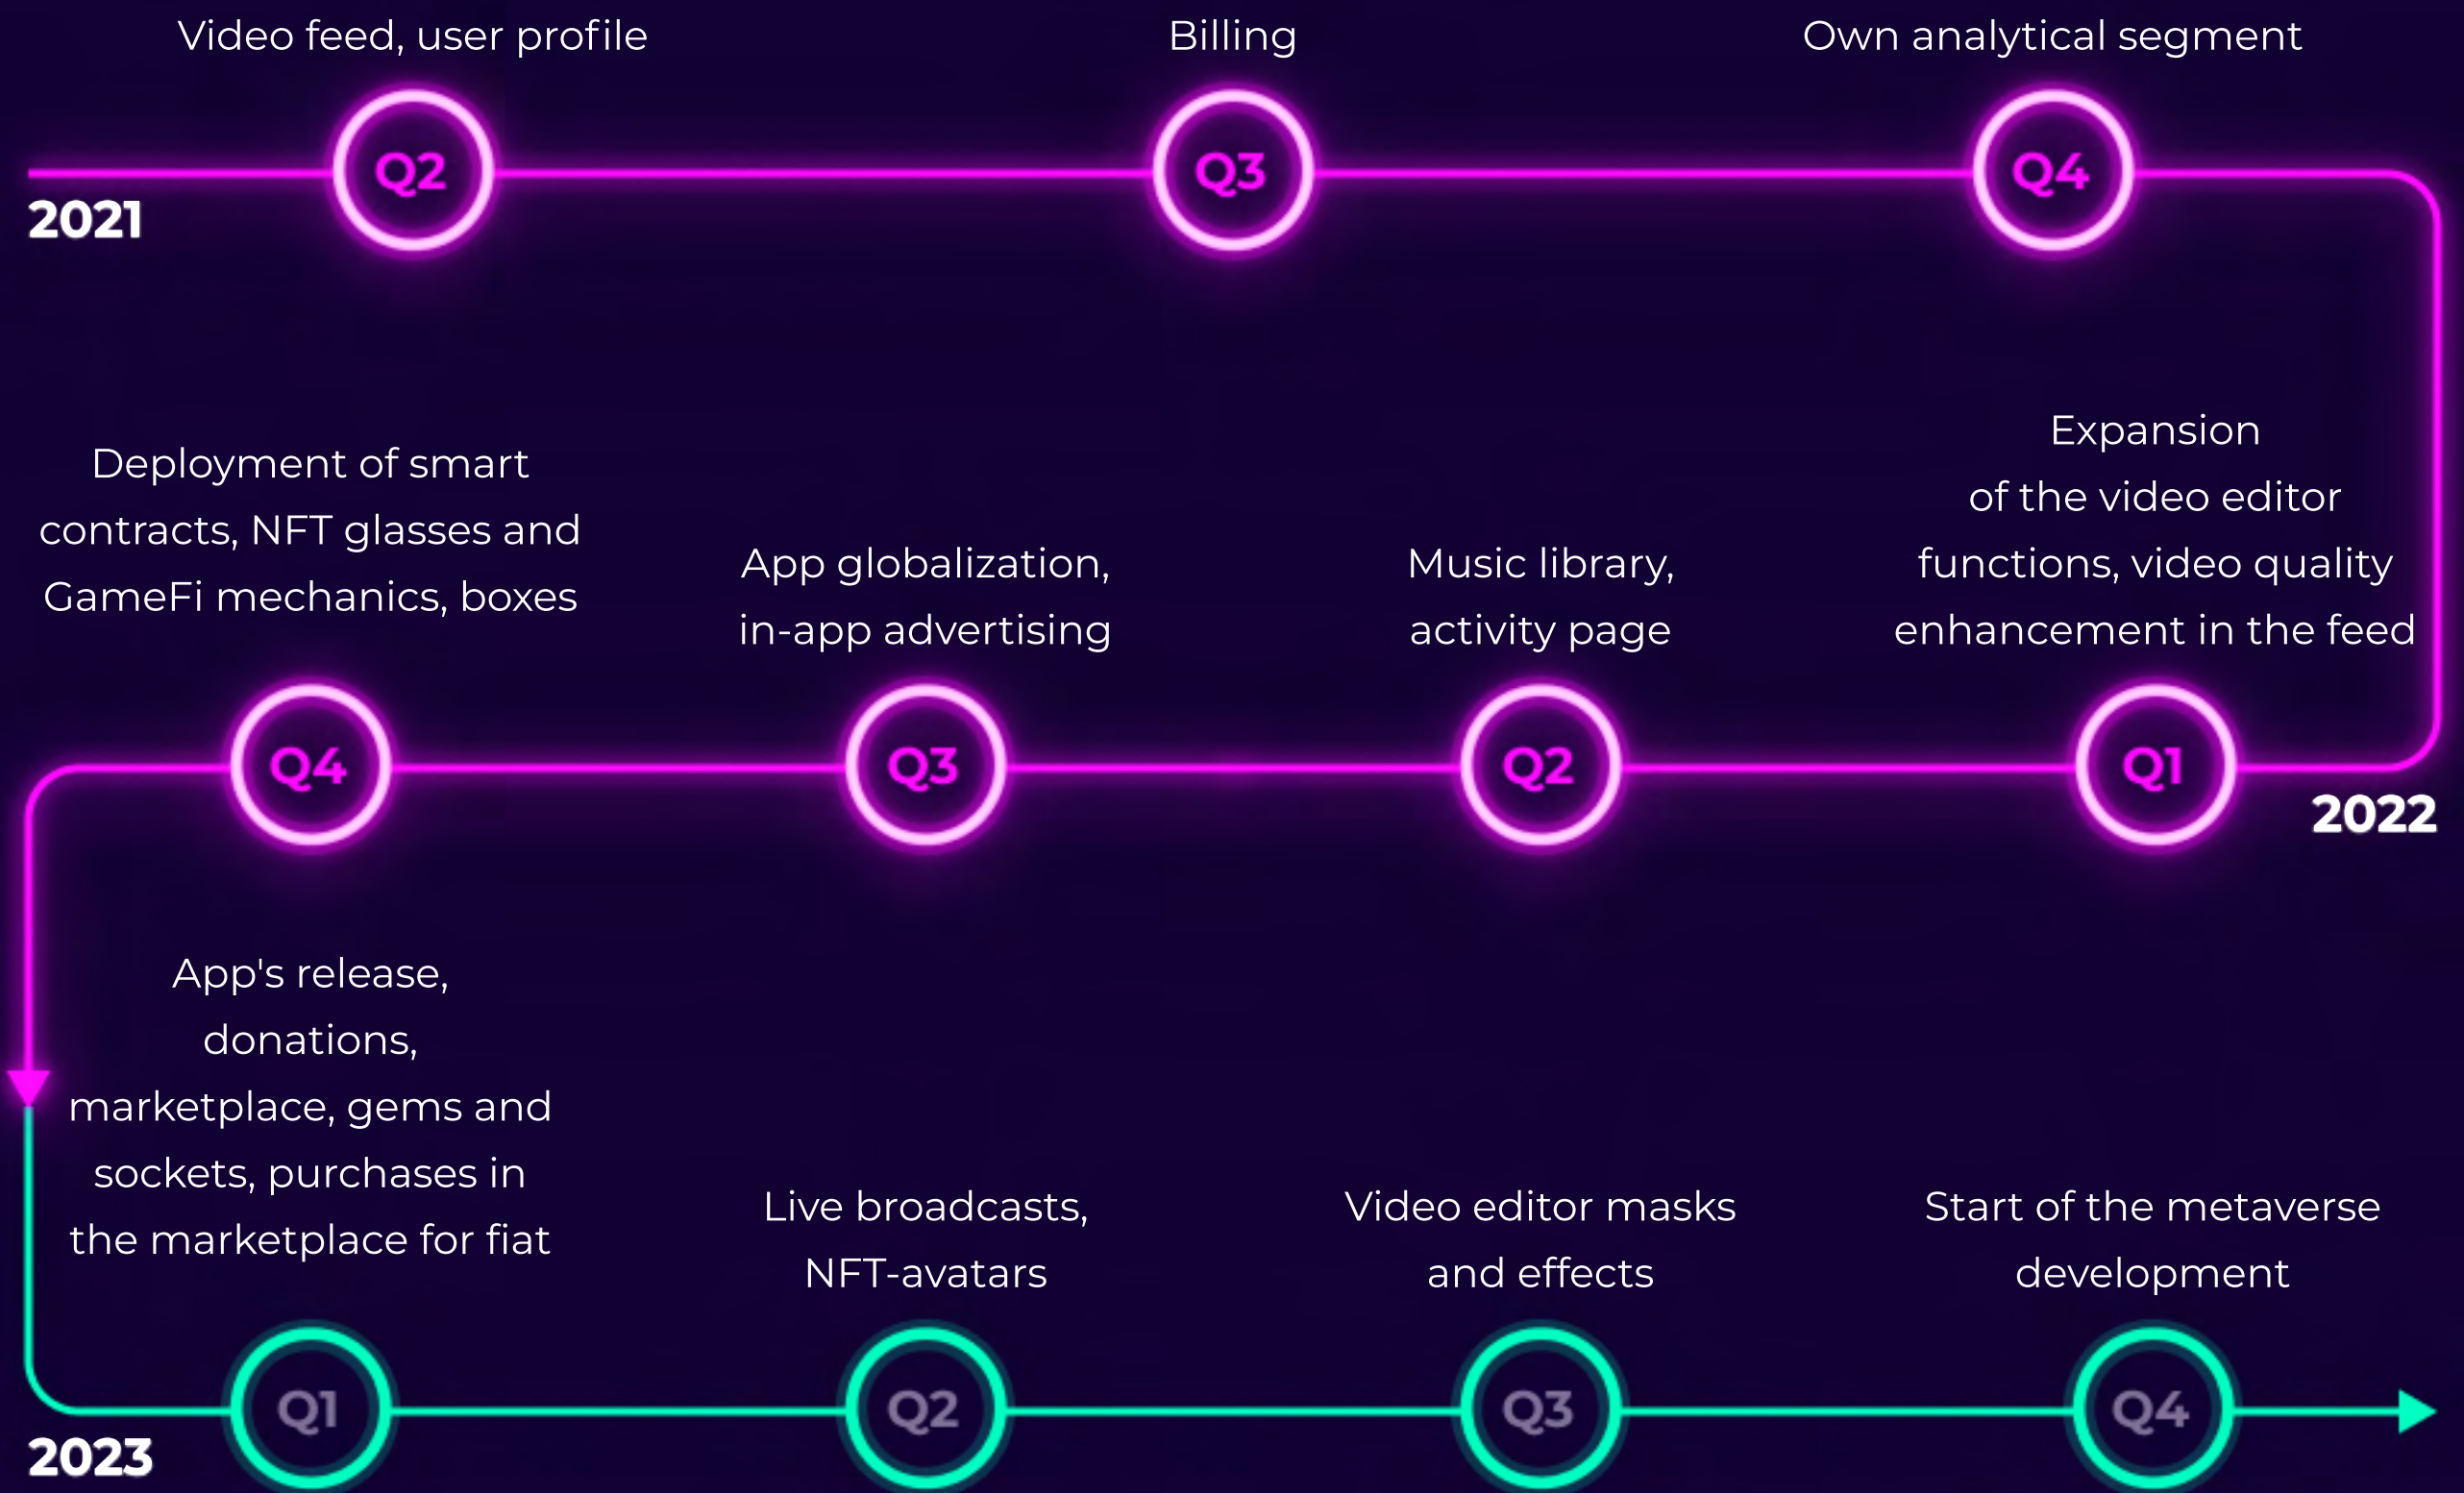 Video feed, user profile
Q2
Billing
Q3
Own analytical segment
Q4
2021
Expansion
of the video editor
functions, video quality
enhancement in the feed
Q1
2022
Music library,
activity page
Q2
App globalization,
in-app advertising
Q3
Deployment of smart
contracts, NFT glasses and
GameFi mechanics, boxes
Q4
App's release,
donations,
marketplace, gems and
sockets, purchases in
the marketplace for fiat
Q1
2023
Live broadcasts,
NFT-avatars
Q2
Video editor masks
and effects
Q3
Start of the metaverse
development
Q4